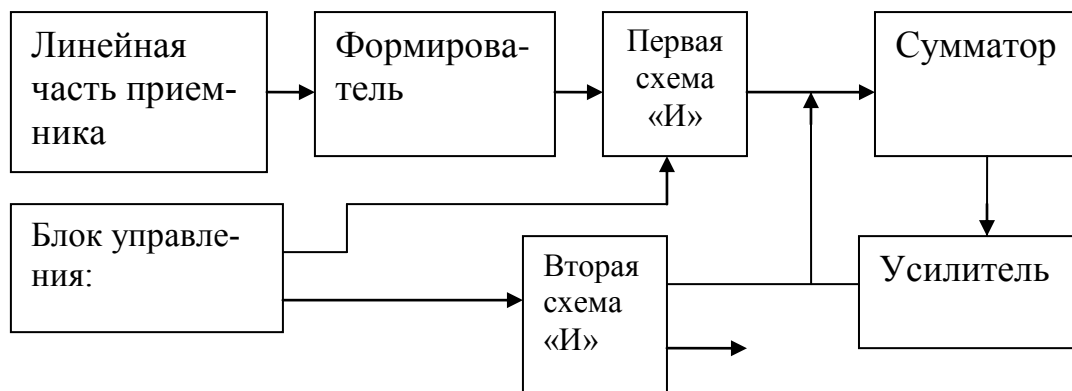 Линейная
часть прием-
ника
Формирова-
тель
Первая
схема
«И»
Сумматор
Блок управле-
ния:
Вторая
схема
«И»
Усилитель